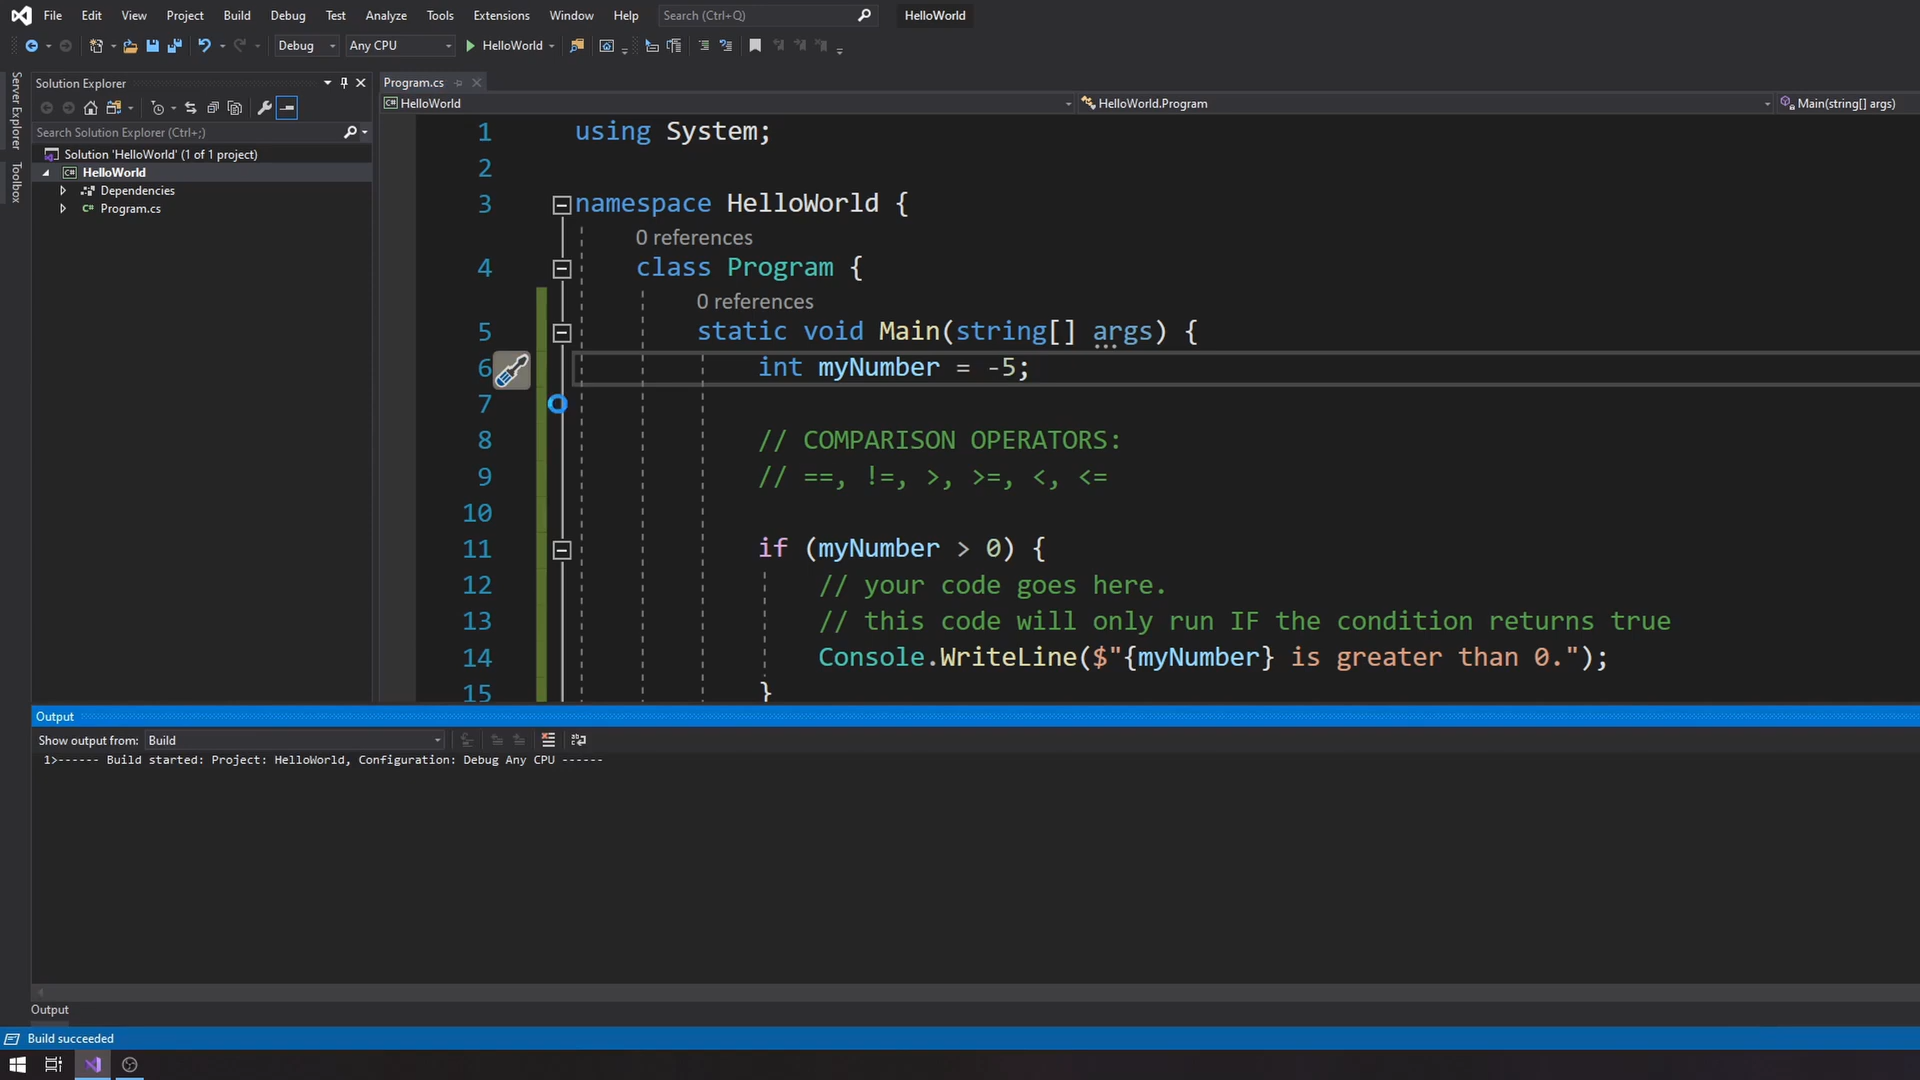 File Edit View Project Build Debug Test Analyze Tools Extensions Window Help Search (Ctrl+Q) HelloWorld
Debug Any CPU HelloWorld
Server Explorer
Toolbox
Solution Explorer
Search Solution Explorer (Ctrl+;)
Solution 'HelloWorld' (1 of 1 project)
C# HelloWorld
Dependencies
C# Program.cs
Program.cs
C# HelloWorld HelloWorld.Program Main(string[] args)
1 using System;
2
3 namespace HelloWorld {
0 references
4 class Program {
0 references
5 static void Main(string[] args) {
6 int myNumber = -5;
7
8 // COMPARISON OPERATORS:
9 // ==, !=, >, >=, <, <=
10
11 if (myNumber > 0) {
12 // your code goes here.
13 // this code will only run IF the condition returns true
14 Console.WriteLine($"{myNumber} is greater than 0.");
15 }
Output
Show output from: Build
1>------ Build started: Project: HelloWorld, Configuration: Debug Any CPU ------
Output
Build succeeded